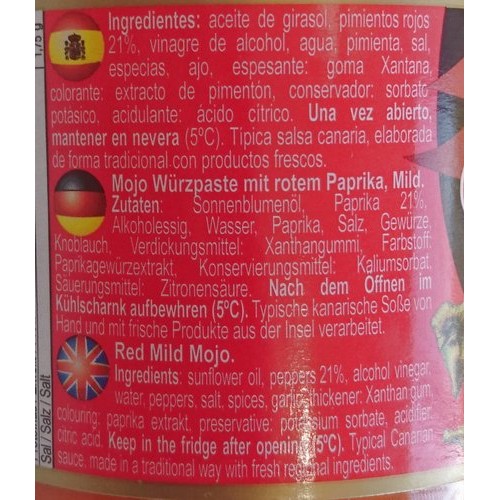 Ingredientes: aceite de girasol, pimientos rojos
21%, vinagre de alcohol, agua, pimienta, sal,
especias, ajo, espesante: goma Xantana,
colorante: extracto de pimentón, conservador: sorbato
potásico, acidulante: ácido cítrico. Una vez abierto,
mantener en nevera (5ºC). Típica salsa canaria, elaborada
de forma tradicional con productos frescos.
Mojo Würzpaste mit rotem Paprika, Mild.
Zutaten: Sonnenblumenöl, Paprika 21%,
Alkoholessig, Wasser, Paprika, Salz, Gewürze,
Knoblauch, Verdickungsmittel: Xanthangummi, Farbstoff:
Paprikagewürzextrakt, Konservierungsmittel: Kaliumsorbat,
Säuerungsmittel: Zitronensäure. Nach dem Öffnen im
Kühlscharnk aufbewhren (5ºC). Typische kanarische Soße von
Hand und mit frische Produkte aus der Insel verarbeitet.
Red Mild Mojo.
Ingredients: sunflower oil, peppers 21%, alcohol vinegar,
water, peppers, salt, spices, garlic, thickener: Xanthan gum,
colouring: paprika extract, preservative: potasium sorbate, acidifier:
citric acid. Keep in the fridge after opening (5ºC). Typical Canarian
sauce, made in a traditional way with fresh regional ingredients.
1,75 g
Sal / Salz / Salt